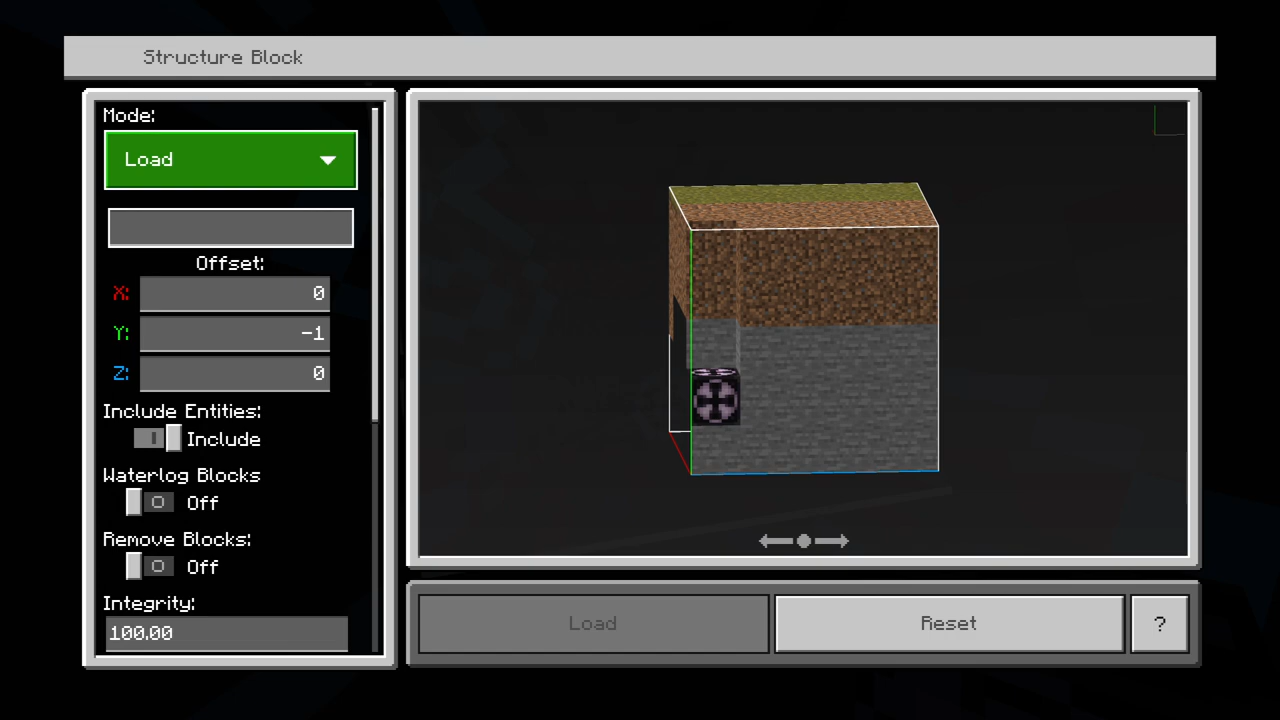 Structure Block
Mode:
Load
Offset:
X: 0
Y: -1
Z: 0
Include Entities:
Include
Waterlog Blocks
Off
Remove Blocks:
Off
Integrity:
100.00
Load
Reset
?